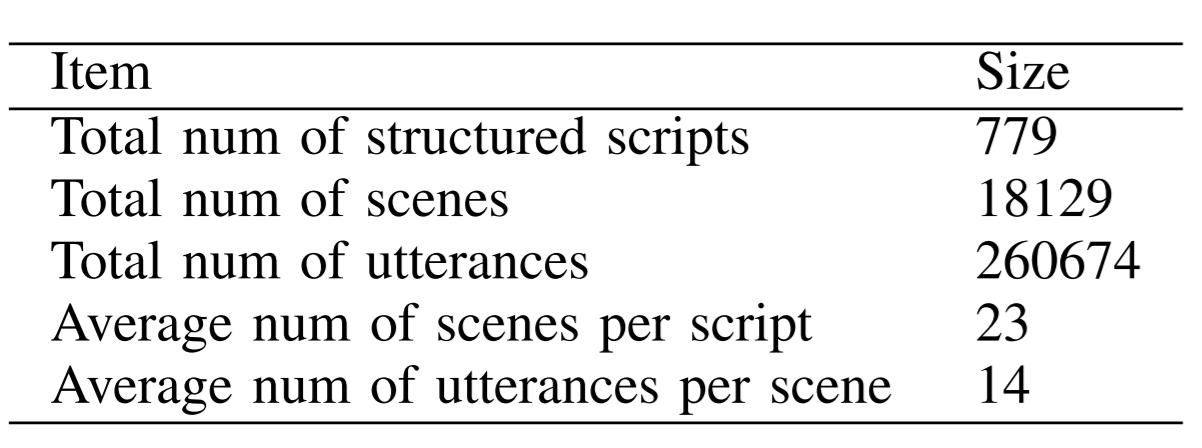 Item Size
Total num of structured scripts 779
Total num of scenes 18129
Total num of utterances 260674
Average num of scenes per script 23
Average num of utterances per scene 14